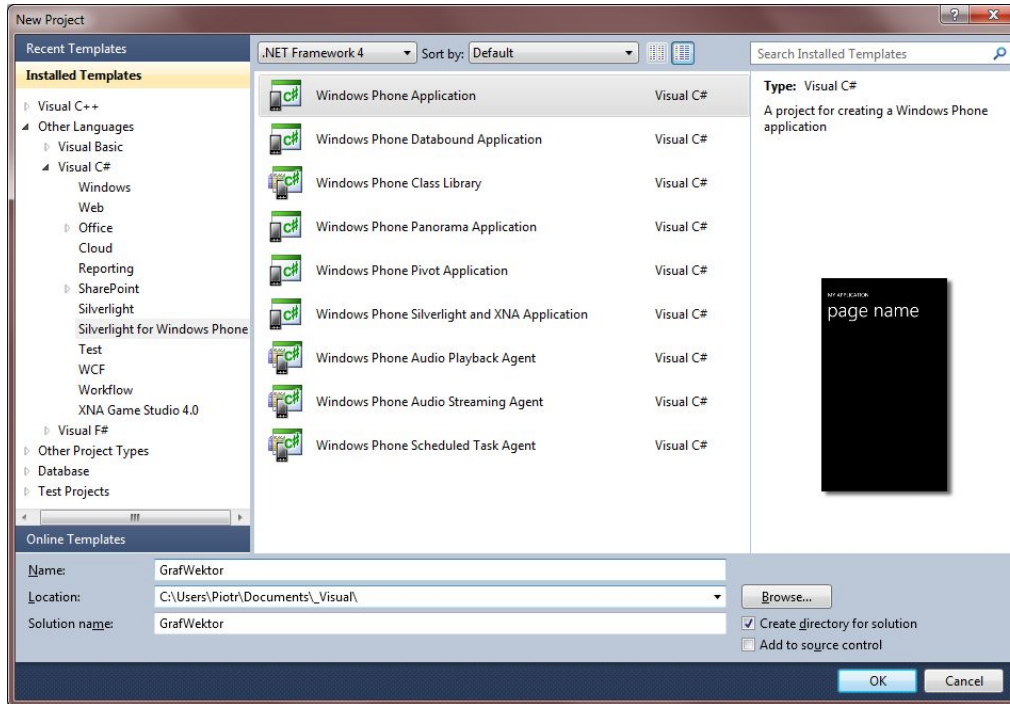 New Project
Recent Templates
Installed Templates
Visual C++
Other Languages
Visual Basic
Visual C#
Windows
Web
Office
Cloud
Reporting
SharePoint
Silverlight
Silverlight for Windows Phone
Test
WCF
Workflow
XNA Game Studio 4.0
Visual F#
Other Project Types
Database
Test Projects
Online Templates
.NET Framework 4 Sort by: Default
Windows Phone Application Visual C#
Windows Phone Databound Application Visual C#
Windows Phone Class Library Visual C#
Windows Phone Panorama Application Visual C#
Windows Phone Pivot Application Visual C#
Windows Phone Silverlight and XNA Application Visual C#
Windows Phone Audio Playback Agent Visual C#
Windows Phone Audio Streaming Agent Visual C#
Windows Phone Scheduled Task Agent Visual C#
Search Installed Templates
Type: Visual C#
A project for creating a Windows Phone
application
MY APPLICATION
page name
Name: GrafWektor
Location: C:\Users\Piotr\Documents\_Visual\ Browse...
Solution name: GrafWektor
Create directory for solution
Add to source control
OK Cancel